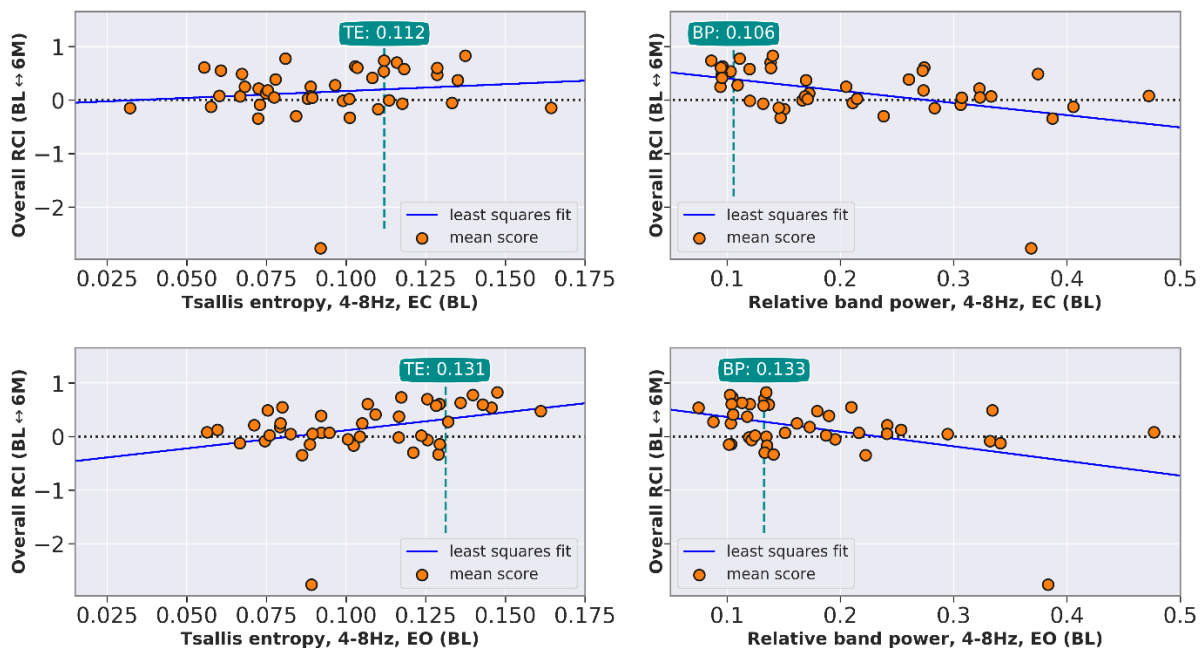 TE: 0.112
Overall RCI (BL ↔ 6M)
1
0
−1
−2
least squares fit
mean score
0.025 0.050 0.075 0.100 0.125 0.150 0.175
Tsallis entropy, 4-8Hz, EC (BL)
BP: 0.106
Overall RCI (BL ↔ 6M)
least squares fit
mean score
0.1 0.2 0.3 0.4 0.5
Relative band power, 4-8Hz, EC (BL)
TE: 0.131
Overall RCI (BL ↔ 6M)
1
0
−2
least squares fit
mean score
0.025 0.050 0.075 0.100 0.125 0.150 0.175
Tsallis entropy, 4-8Hz, EO (BL)
BP: 0.133
Overall RCI (BL ↔ 6M)
least squares fit
mean score
0.1 0.2 0.3 0.4 0.5
Relative band power, 4-8Hz, EO (BL)